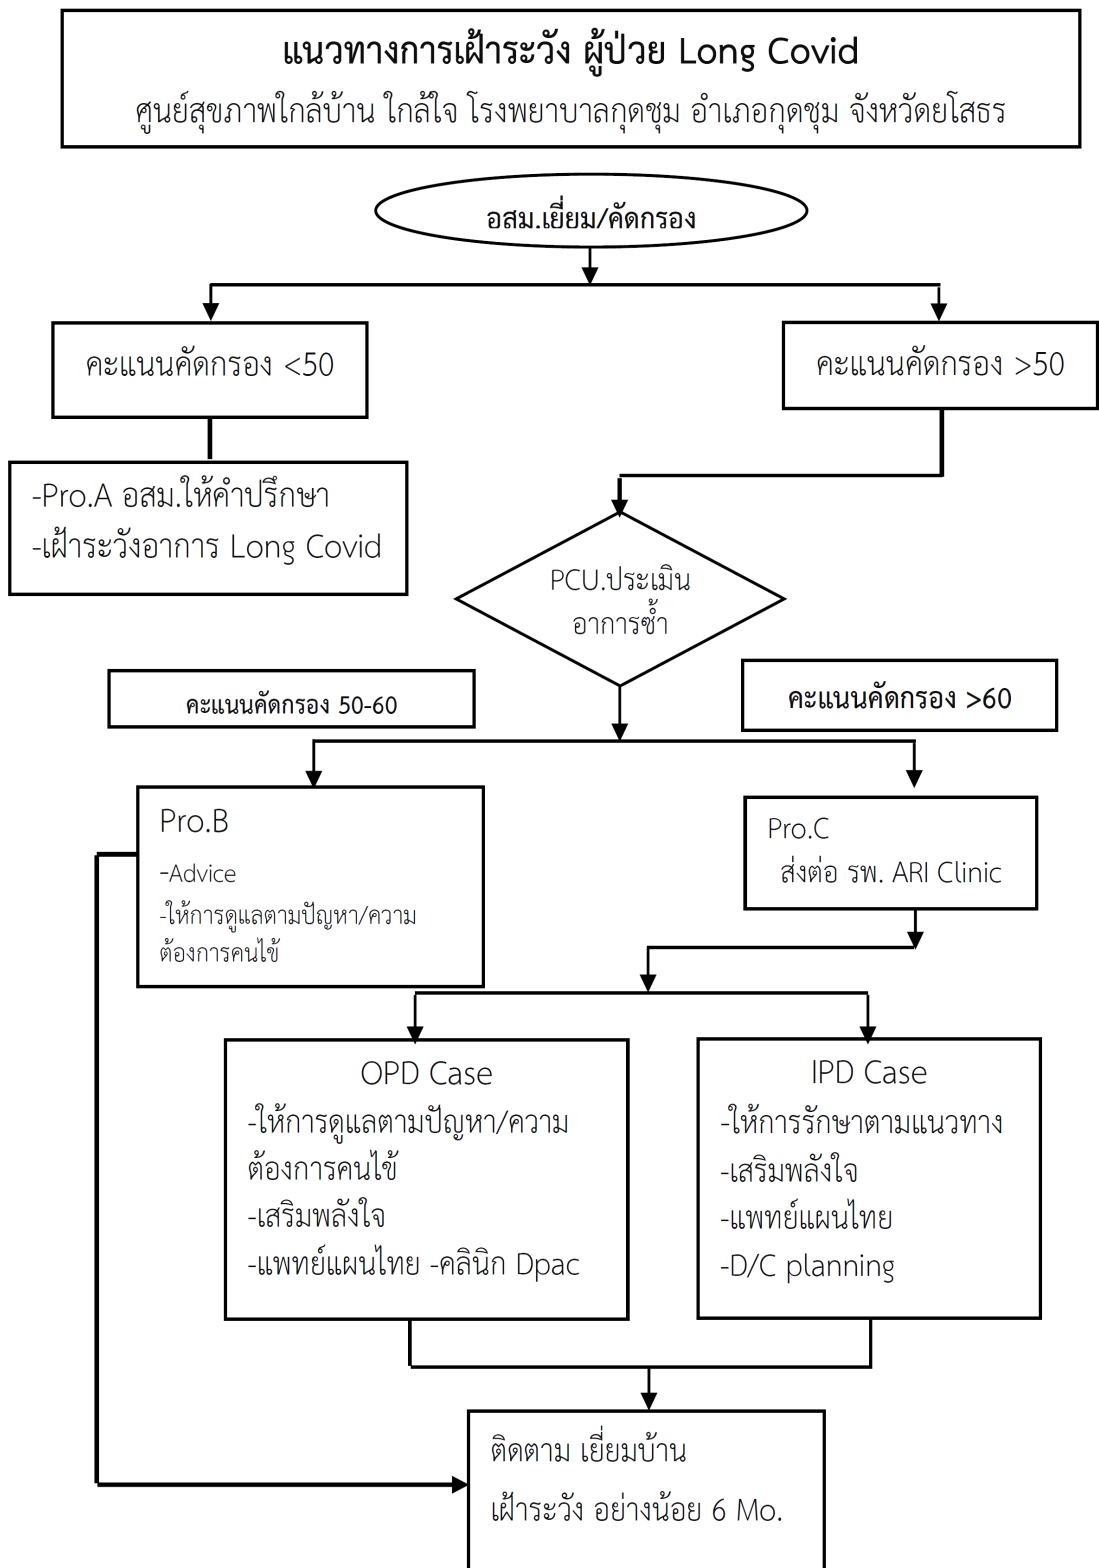 แนวทางการเฝ้าระวัง ผู้ป่วย Long Covid
ศูนย์สุขภาพใกล้บ้าน ใกล้ใจ โรงพยาบาลกุดชุม อำเภอกุดชุม จังหวัดยโสธร
อสม.เยี่ยม/คัดกรอง
คะแนนคัดกรอง <50
คะแนนคัดกรอง >50
-Pro.A อสม.ให้คำปรึกษา
-เฝ้าระวังอาการ Long Covid
PCU.ประเมิน
อาการซ้ำ
คะแนนคัดกรอง 50-60
คะแนนคัดกรอง >60
Pro.B
-Advice
-ให้การดูแลตามปัญหา/ความ
ต้องการคนไข้
Pro.C
ส่งต่อ รพ. ARI Clinic
OPD Case
-ให้การดูแลตามปัญหา/ความ
ต้องการคนไข้
-เสริมพลังใจ
-แพทย์แผนไทย -คลินิก Dpac
IPD Case
-ให้การรักษาตามแนวทาง
-เสริมพลังใจ
-แพทย์แผนไทย
-D/C planning
ติดตาม เยี่ยมบ้าน
เฝ้าระวัง อย่างน้อย 6 Mo.